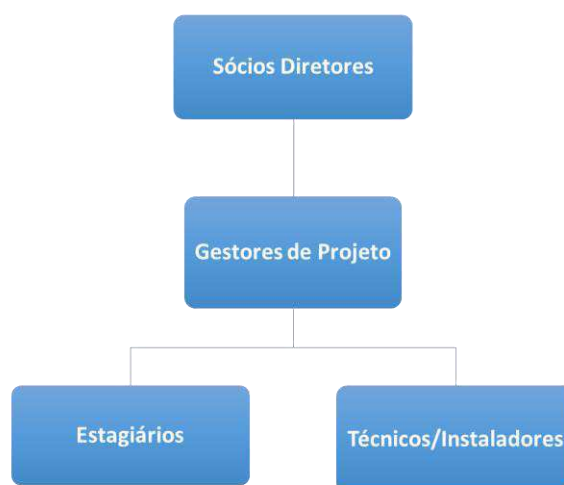 Sócios Diretores
Gestores de Projeto
Estagiários
Técnicos/Instaladores